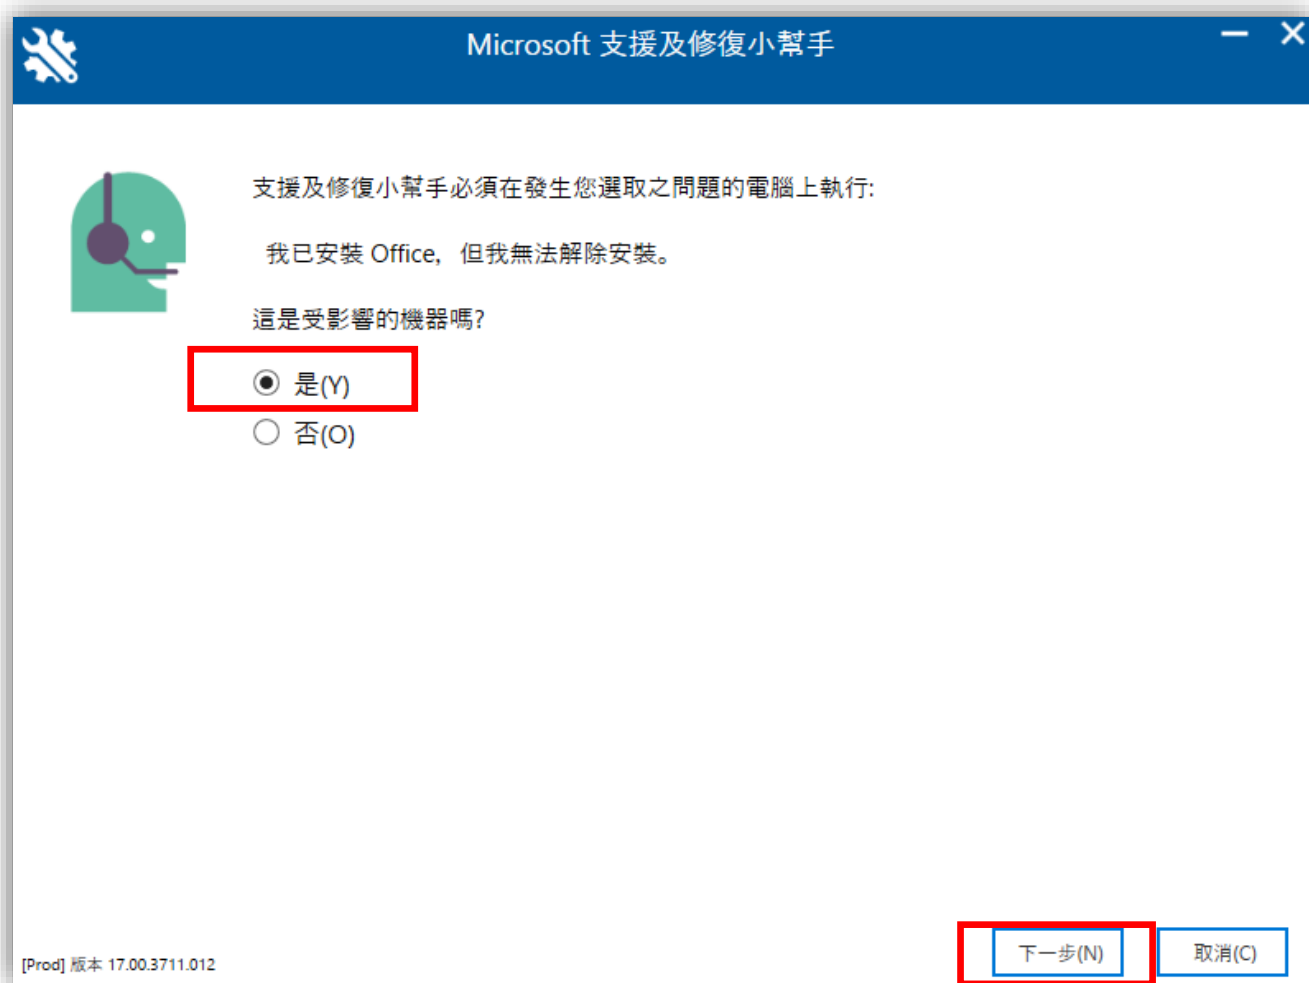 Microsoft 支援及修復小幫手
支援及修復小幫手必須在發生您選取之問題的電腦上執行:
我已安裝 Office，但我無法解除安裝。
這是受影響的機器嗎?
是(Y)
否(O)
[Prod] 版本 17.00.3711.012
下一步(N)
取消(C)